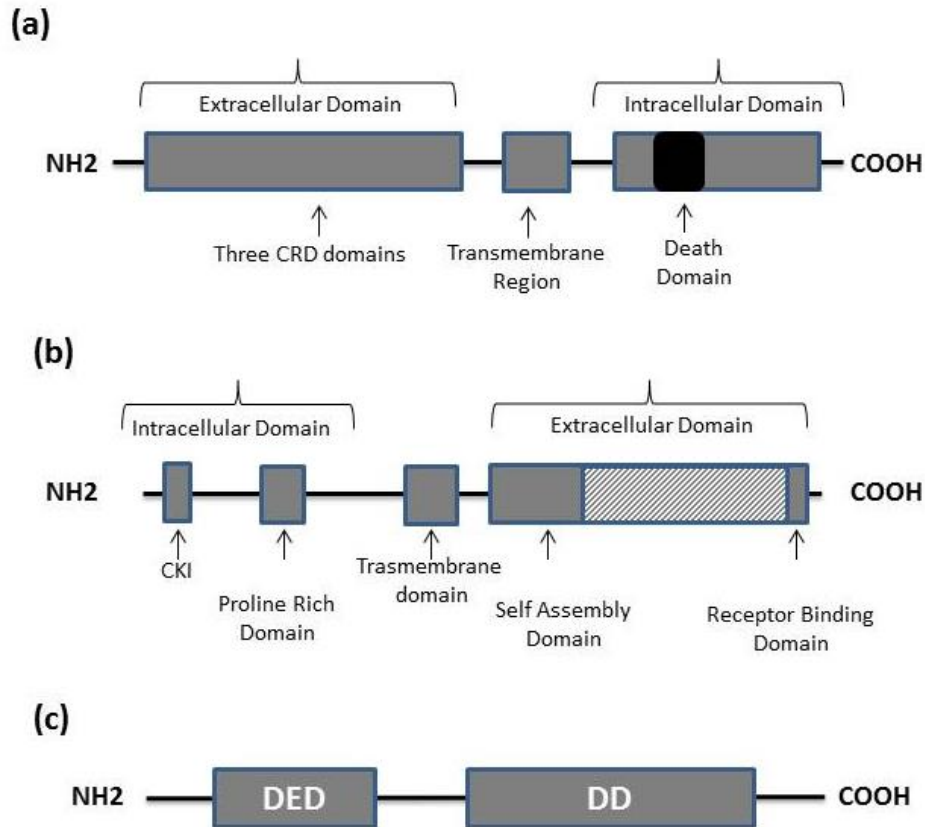 (a)
Extracellular Domain
Intracellular Domain
NH2
COOH
Three CRD domains
Transmembrane
Region
Death
Domain
(b)
Intracellular Domain
Extracellular Domain
NH2
COOH
CKI
Proline Rich
Domain
Trasmembrane
domain
Self Assembly
Domain
Receptor Binding
Domain
(c)
NH2
DED
DD
COOH